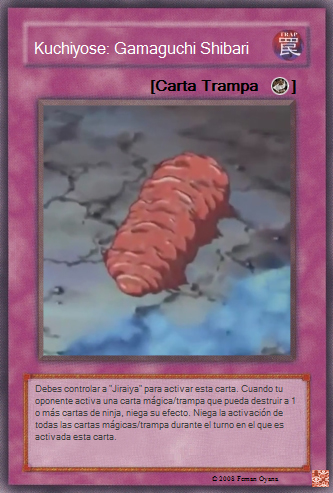 Kuchiyose: Gamaguchi Shibari
TRAP
罠
[Carta Trampa ]
Debes controlar a "Jiraiya" para activar esta carta. Cuando tu
oponente activa una carta mágica/trampa que pueda destruir a 1
o más cartas de ninja, niega su efecto. Niega la activación de
todas las cartas mágicas/trampa durante el turno en el que es
activada esta carta.
© 2008 Fernan Oyana